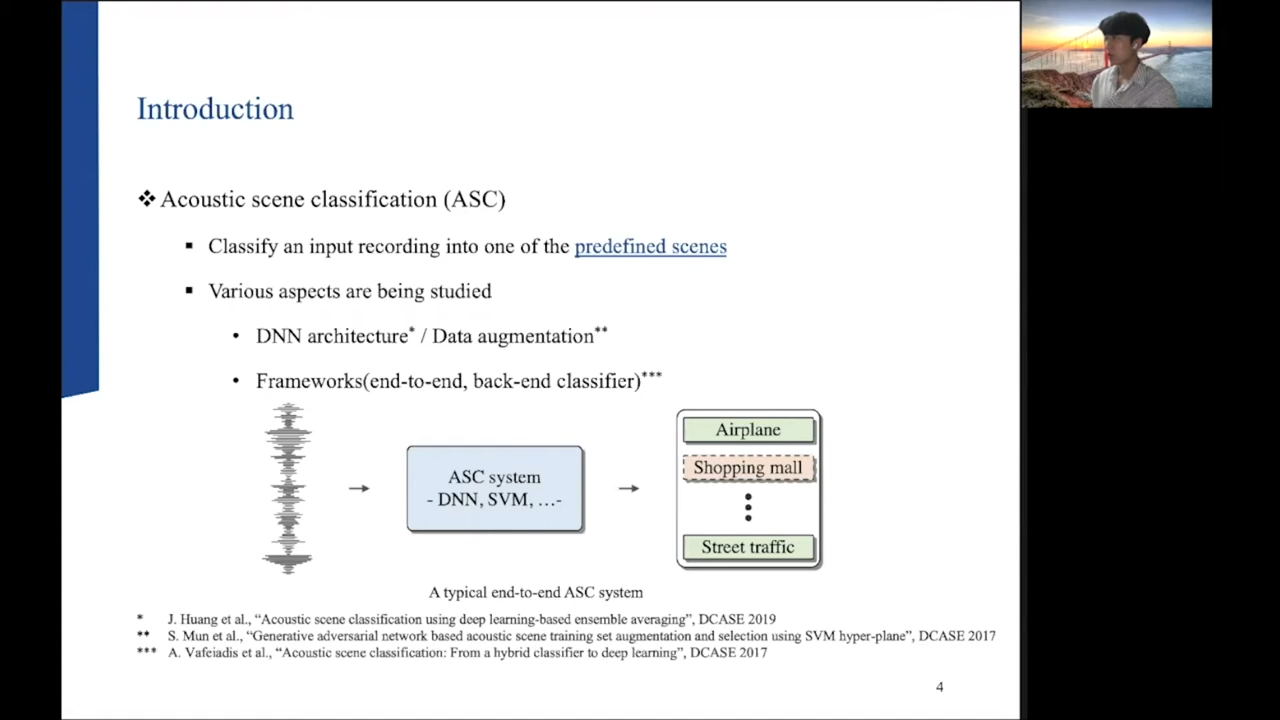 Introduction
❖ Acoustic scene classification (ASC)
▪ Classify an input recording into one of the predefined scenes
▪ Various aspects are being studied
• DNN architecture* / Data augmentation**
• Frameworks(end-to-end, back-end classifier)***
Airplane
Shopping mall
ASC system
- DNN, SVM, …-
Street traffic
A typical end-to-end ASC system
* J. Huang et al., “Acoustic scene classification using deep learning-based ensemble averaging”, DCASE 2019
** S. Mun et al., “Generative adversarial network based acoustic scene training set augmentation and selection using SVM hyper-plane”, DCASE 2017
*** A. Vafeiadis et al., “Acoustic scene classification: From a hybrid classifier to deep learning”, DCASE 2017
4